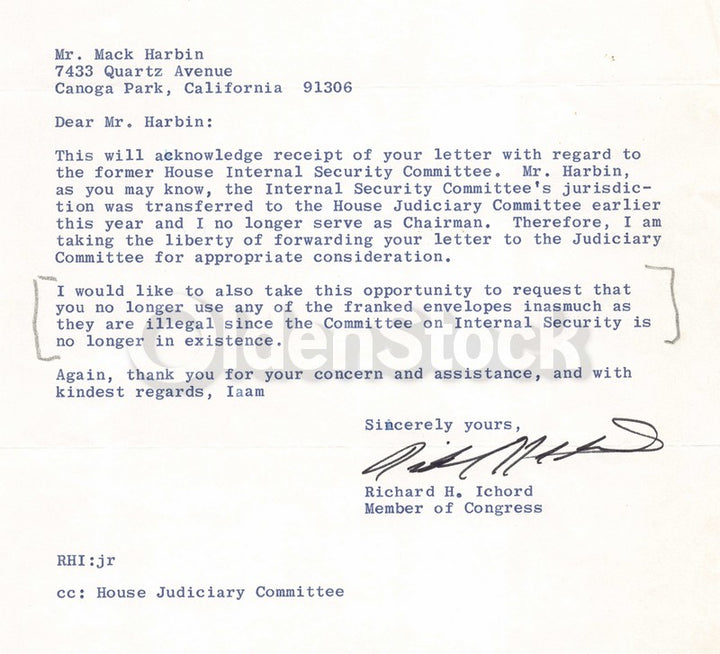 Mr. Mack Harbin
7433 Quartz Avenue
Canoga Park, California  91306
Dear Mr. Harbin:
This will acknowledge receipt of your letter with regard to
the former House Internal Security Committee.  Mr. Harbin,
as you may know, the Internal Security Committee's jurisdic-
tion was transferred to the House Judiciary Committee earlier
this year and I no longer serve as Chairman.  Therefore, I am
taking the liberty of forwarding your letter to the Judiciary
Committee for appropriate consideration.
I would like to also take this opportunity to request that
you no longer use any of the franked envelopes inasmuch as
they are illegal since the Committee on Internal Security is
no longer in existence.
OldenStock
Again, thank you for your concern and assistance, and with
kindest regards, Iaam
Sincerely yours,
Richard H. Ichord
Member of Congress
RHI:jr
cc: House Judiciary Committee